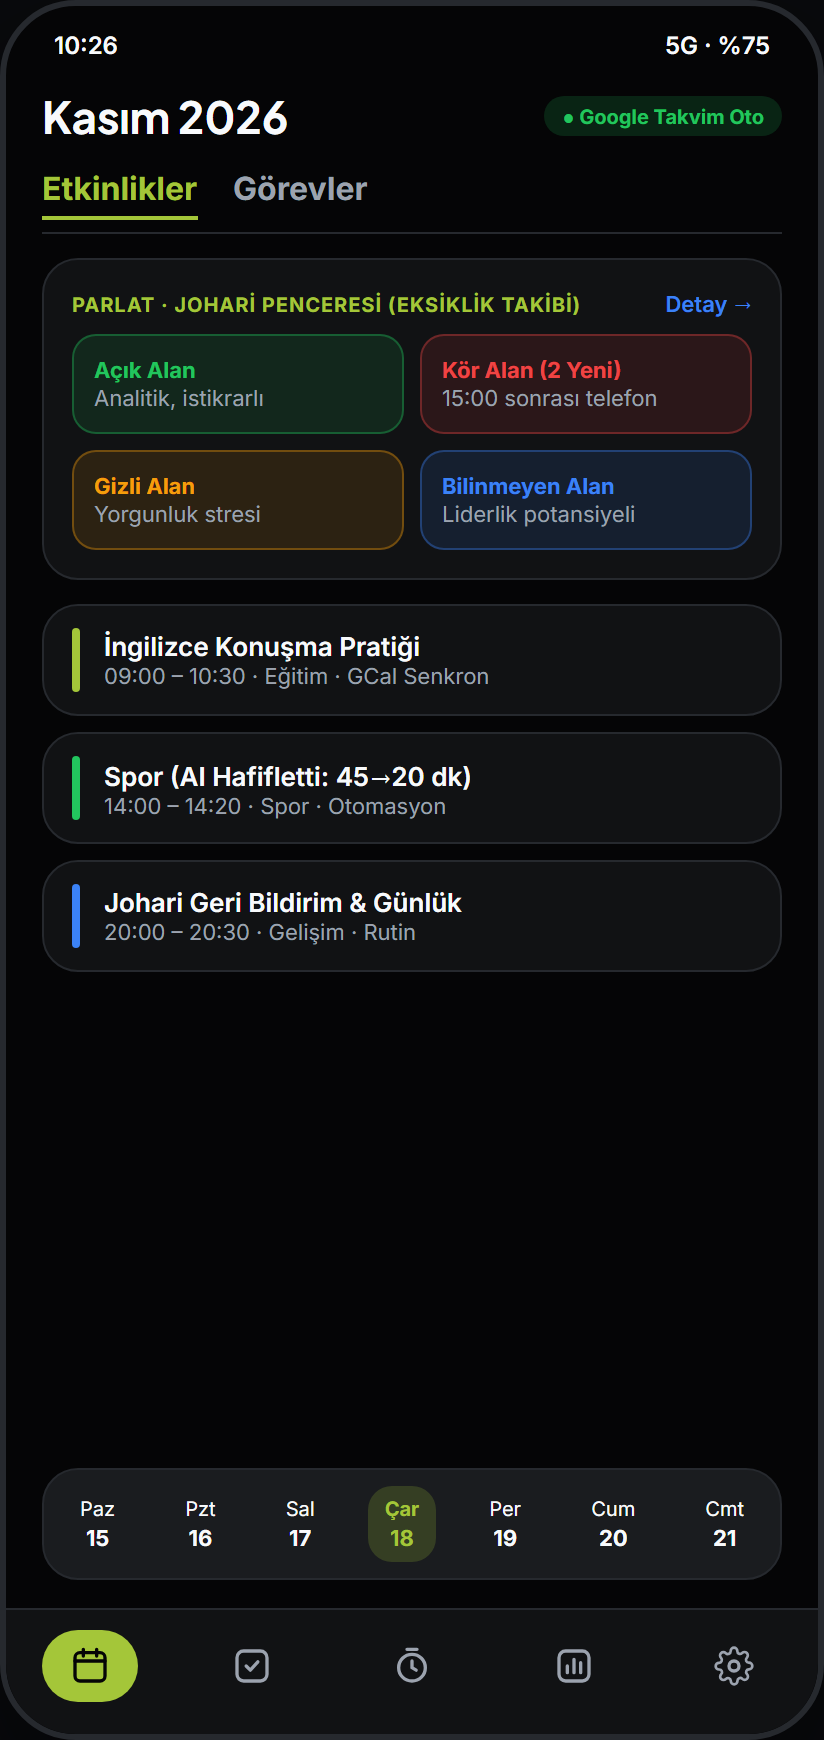 10:26
5G · %75
Kasım 2026
● Google Takvim Oto
Etkinlikler
Görevler
PARLAT · JOHARİ PENCERESİ (EKSİKLİK TAKİBİ)
Detay →
Açık Alan
Analitik, istikrarlı
Kör Alan (2 Yeni)
15:00 sonrası telefon
Gizli Alan
Yorgunluk stresi
Bilinmeyen Alan
Liderlik potansiyeli
İngilizce Konuşma Pratiği
09:00 – 10:30 · Eğitim · GCal Senkron
Spor (AI Hafifletti: 45→20 dk)
14:00 – 14:20 · Spor · Otomasyon
Johari Geri Bildirim & Günlük
20:00 – 20:30 · Gelişim · Rutin
Paz Pzt Sal Çar Per Cum Cmt
15 16 17 18 19 20 21